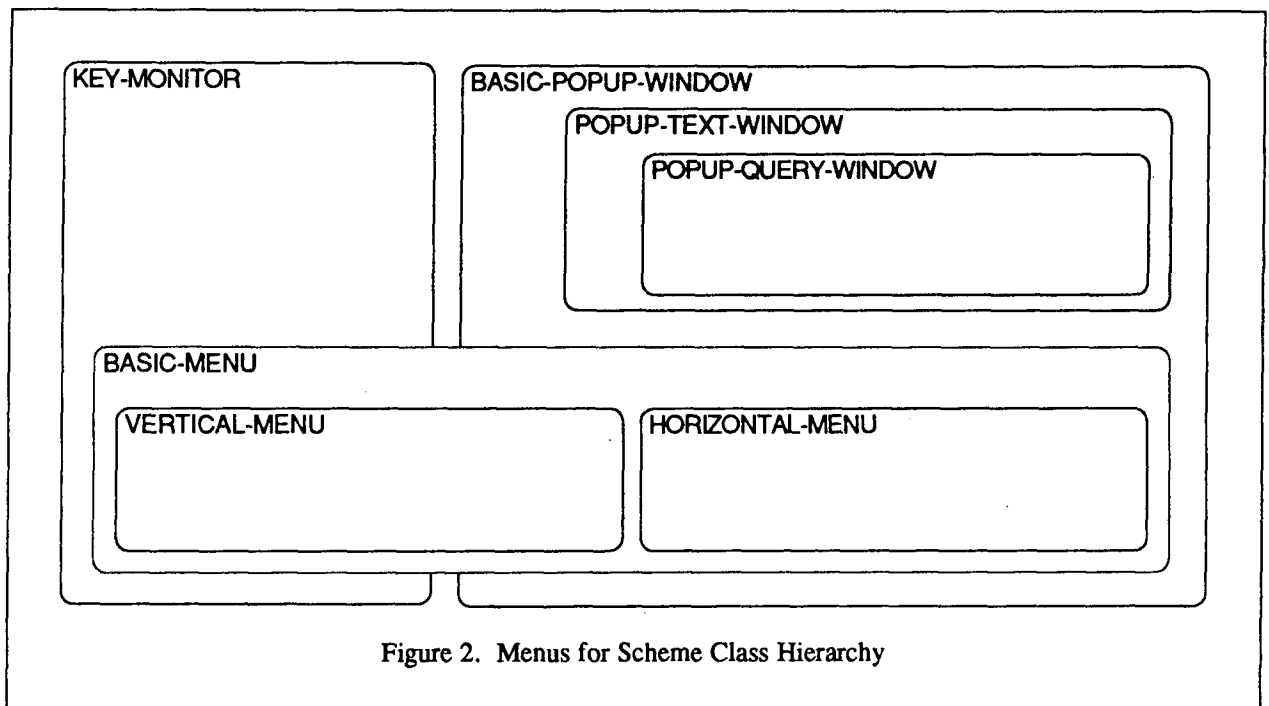 KEY-MONITOR
BASIC-POPUP-WINDOW
POPUP-TEXT-WINDOW
POPUP-QUERY-WINDOW
BASIC-MENU
VERTICAL-MENU
HORIZONTAL-MENU
Figure 2. Menus for Scheme Class Hierarchy